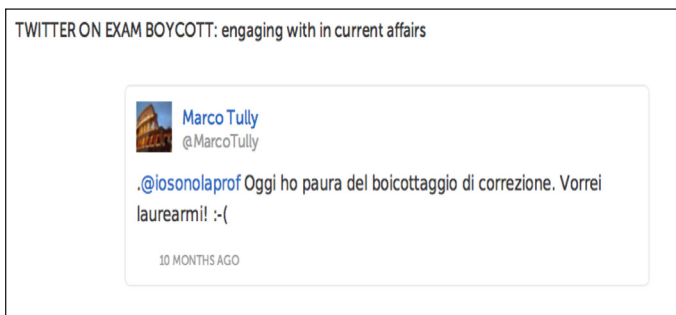 TWITTER ON EXAM BOYCOTT: engaging with in current affairs
Marco Tully
@MarcoTully
.@iosonolaprof Oggi ho paura del boicottaggio di correzione. Vorrei
laurearmi! :-(
10 MONTHS AGO